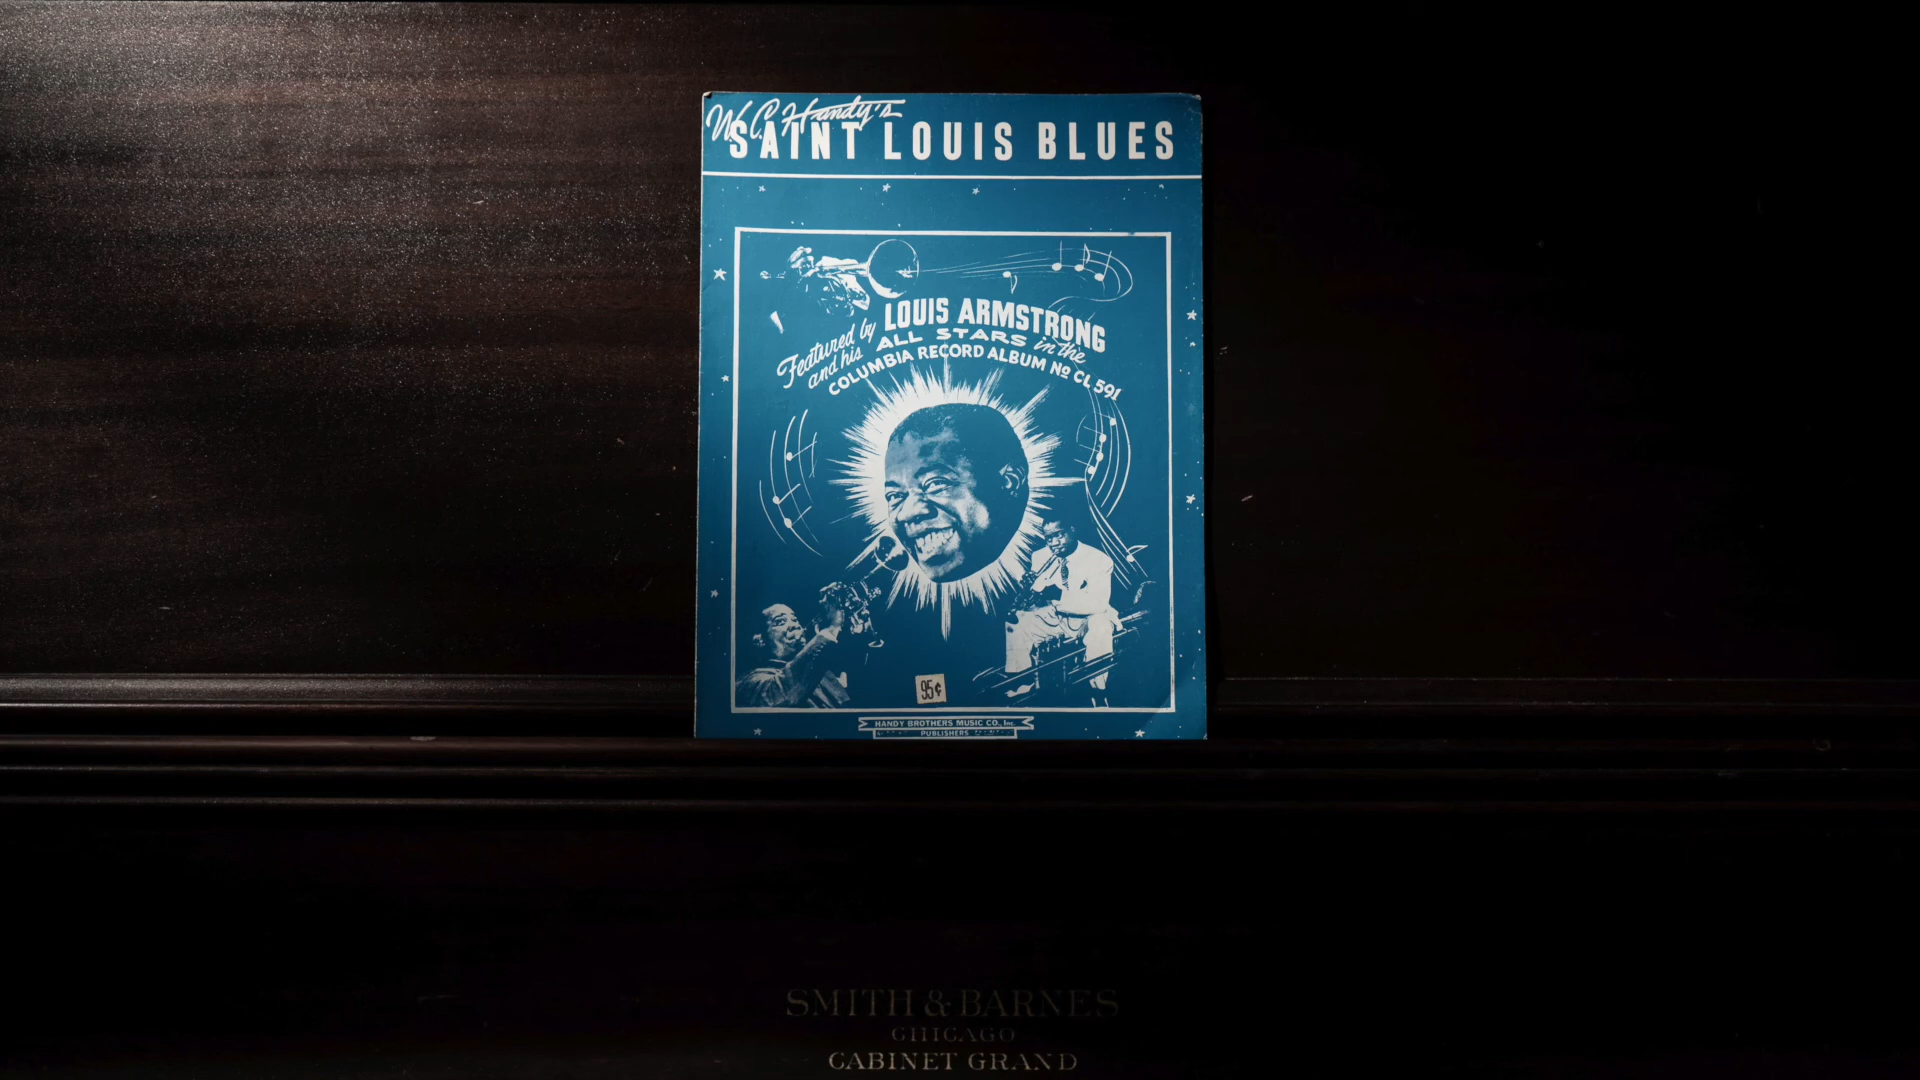 W. C. Handy's
SAINT LOUIS BLUES
Featured by LOUIS ARMSTRONG
and his ALL STARS in the
COLUMBIA RECORD ALBUM No CL 591
95¢
HANDY BROTHERS MUSIC CO., Inc.
PUBLISHERS
SMITH & BARNES
CHICAGO
CABINET GRAND